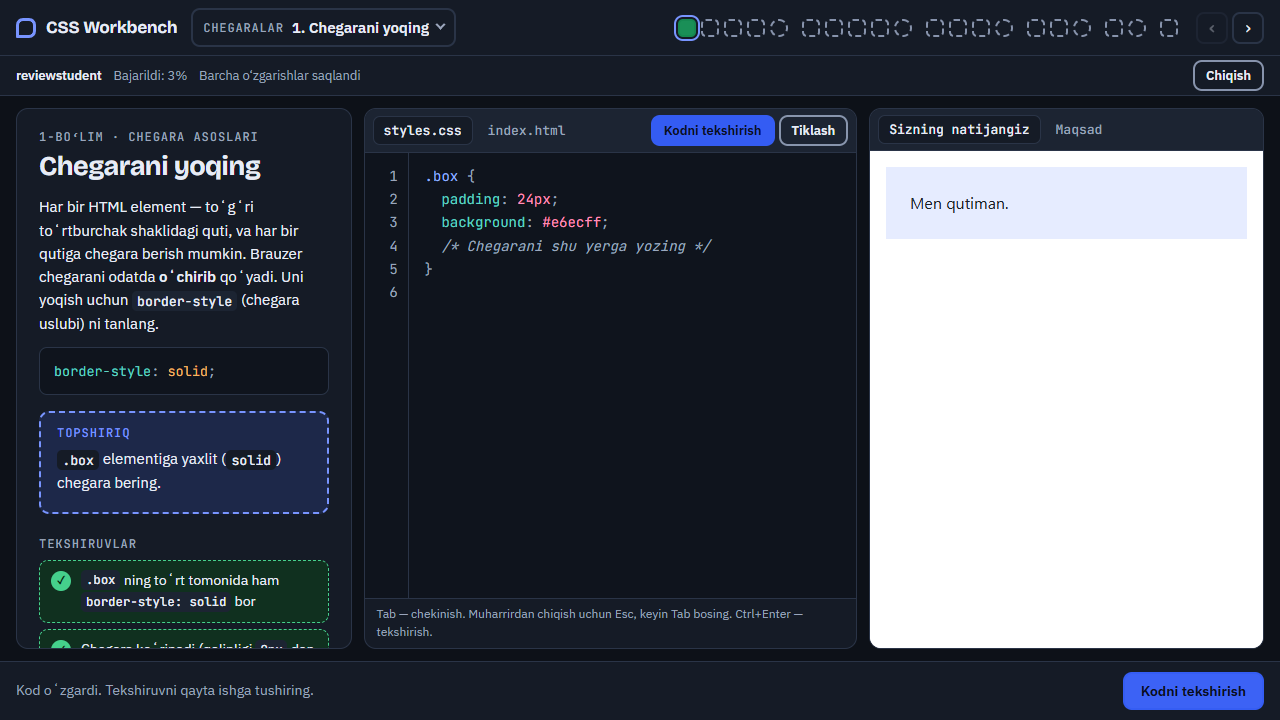 CSS Workbench
CHEGARALAR 1. Chegarani yoqing
‹ ›
reviewstudent Bajarildi: 3% Barcha oʻzgarishlar saqlandi
Chiqish
1-BOʻLIM · CHEGARA ASOSLARI
Chegarani yoqing
Har bir HTML element — toʻgʻri
toʻrtburchak shaklidagi quti, va har bir
qutiga chegara berish mumkin. Brauzer
chegarani odatda oʻchirib qoʻyadi. Uni
yoqish uchun border-style (chegara
uslubi) ni tanlang.
border-style: solid;
TOPSHIRIQ
.box elementiga yaxlit ( solid )
chegara bering.
TEKSHIRUVLAR
.box ning toʻrt tomonida ham
border-style: solid bor
Chegara koʻrinadi (qalinligi 0px dan
styles.css index.html
Kodni tekshirish Tiklash
1 .box {
2 padding: 24px;
3 background: #e6ecff;
4 /* Chegarani shu yerga yozing */
5 }
6
Tab — chekinish. Muharrirdan chiqish uchun Esc, keyin Tab bosing. Ctrl+Enter —
tekshirish.
Sizning natijangiz Maqsad
Men qutiman.
Kod oʻzgardi. Tekshiruvni qayta ishga tushiring.
Kodni tekshirish